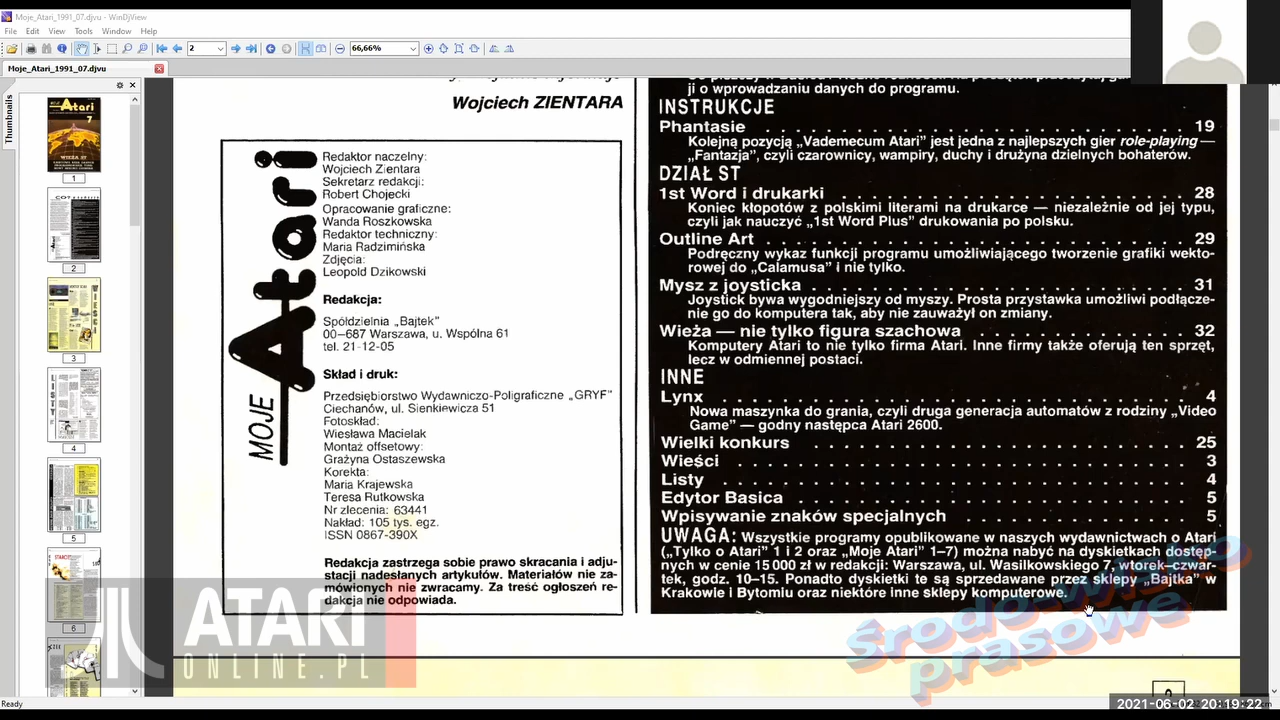 Moje_Atari_1991_07.djvu - WinDjView
File Edit View Tools Window Help
2
66,66%
Moje_Atari_1991_07.djvu
Thumbnails
1
2
3
4
5
6
Wojciech ZIENTARA
MOJE Atari
Redaktor naczelny:
Wojciech Zientara
Sekretarz redakcji:
Robert Chojecki
Opracowanie graficzne:
Wanda Roszkowska
Redaktor techniczny:
Maria Radzimińska
Zdjęcia:
Leopold Dzikowski
Redakcja:
Spółdzielnia „Bajtek”
00—687 Warszawa, u. Wspólna 61
tel. 21-12-05
Skład i druk:
Przedsiębiorstwo Wydawniczo-Poligraficzne „GRYF”
Ciechanów, ul. Sienkiewicza 51
Fotoskład:
Wiesława Macielak
Montaż offsetowy:
Grażyna Ostaszewska
Korekta:
Maria Krajewska
Teresa Rutkowska
Nr zlecenia: 63441
Nakład: 105 tys. egz.
ISSN 0867-390X
Redakcja zastrzega sobie prawo skracania i adju-
stacji nadesłanych artykułów. Materiałów nie za-
mówionych nie zwracamy. Za treść ogłoszeń re-
dakcja nie odpowiada.
ji o wprowadzaniu danych do programu.
INSTRUKCJE
Phantasie . . . 19
Kolejną pozycją „Vademecum Atari” jest jedna z najlepszych gier role-playing —
„Fantazja”, czyli czarownicy, wampiry, duchy i drużyna dzielnych bohaterów.
DZIAŁ ST
1st Word i drukarki . . . 28
Koniec kłopotów z polskimi literami na drukarce — niezależnie od jej typu,
czyli jak nauczyć „1st Word Plus” drukowania po polsku.
Outline Art . . . 29
Podręczny wykaz funkcji programu umożliwiającego tworzenie grafiki wekto-
rowej do „Calamusa” i nie tylko.
Mysz z joysticka . . . 31
Joystick bywa wygodniejszy od myszy. Prosta przystawka umożliwi podłącze-
nie go do komputera tak, aby nie zauważył on zmiany.
Wieża — nie tylko figura szachowa . . . 32
Komputery Atari to nie tylko firma Atari. Inne firmy także oferują ten sprzęt,
lecz w odmiennej postaci.
INNE
Lynx . . . 4
Nowa maszynka do grania, czyli druga generacja automatów z rodziny „Video
Game” — godny następca Atari 2600.
Wielki konkurs . . . 25
Wieści . . . 3
Listy . . . 4
Edytor Basica . . . 5
Wpisywanie znaków specjalnych . . . 5
UWAGA: Wszystkie programy opublikowane w naszych wydawnictwach o Atari
(„Tylko o Atari” 1 i 2 oraz „Moje Atari” 1—7) można nabyć na dyskietkach dostęp-
nych w cenie 15 000 zł w redakcji: Warszawa, ul. Wasilkowskiego 7, wtorek-czwar-
tek, godz. 10—15. Ponadto dyskietki te są sprzedawane przez sklepy „Bajka” w
Krakowie i Bytomiu oraz niektóre inne sklepy komputerowe.
ATARI
ONLINE.PL
środo-wis
prasowe
Ready
2021-06-02 20:19:22